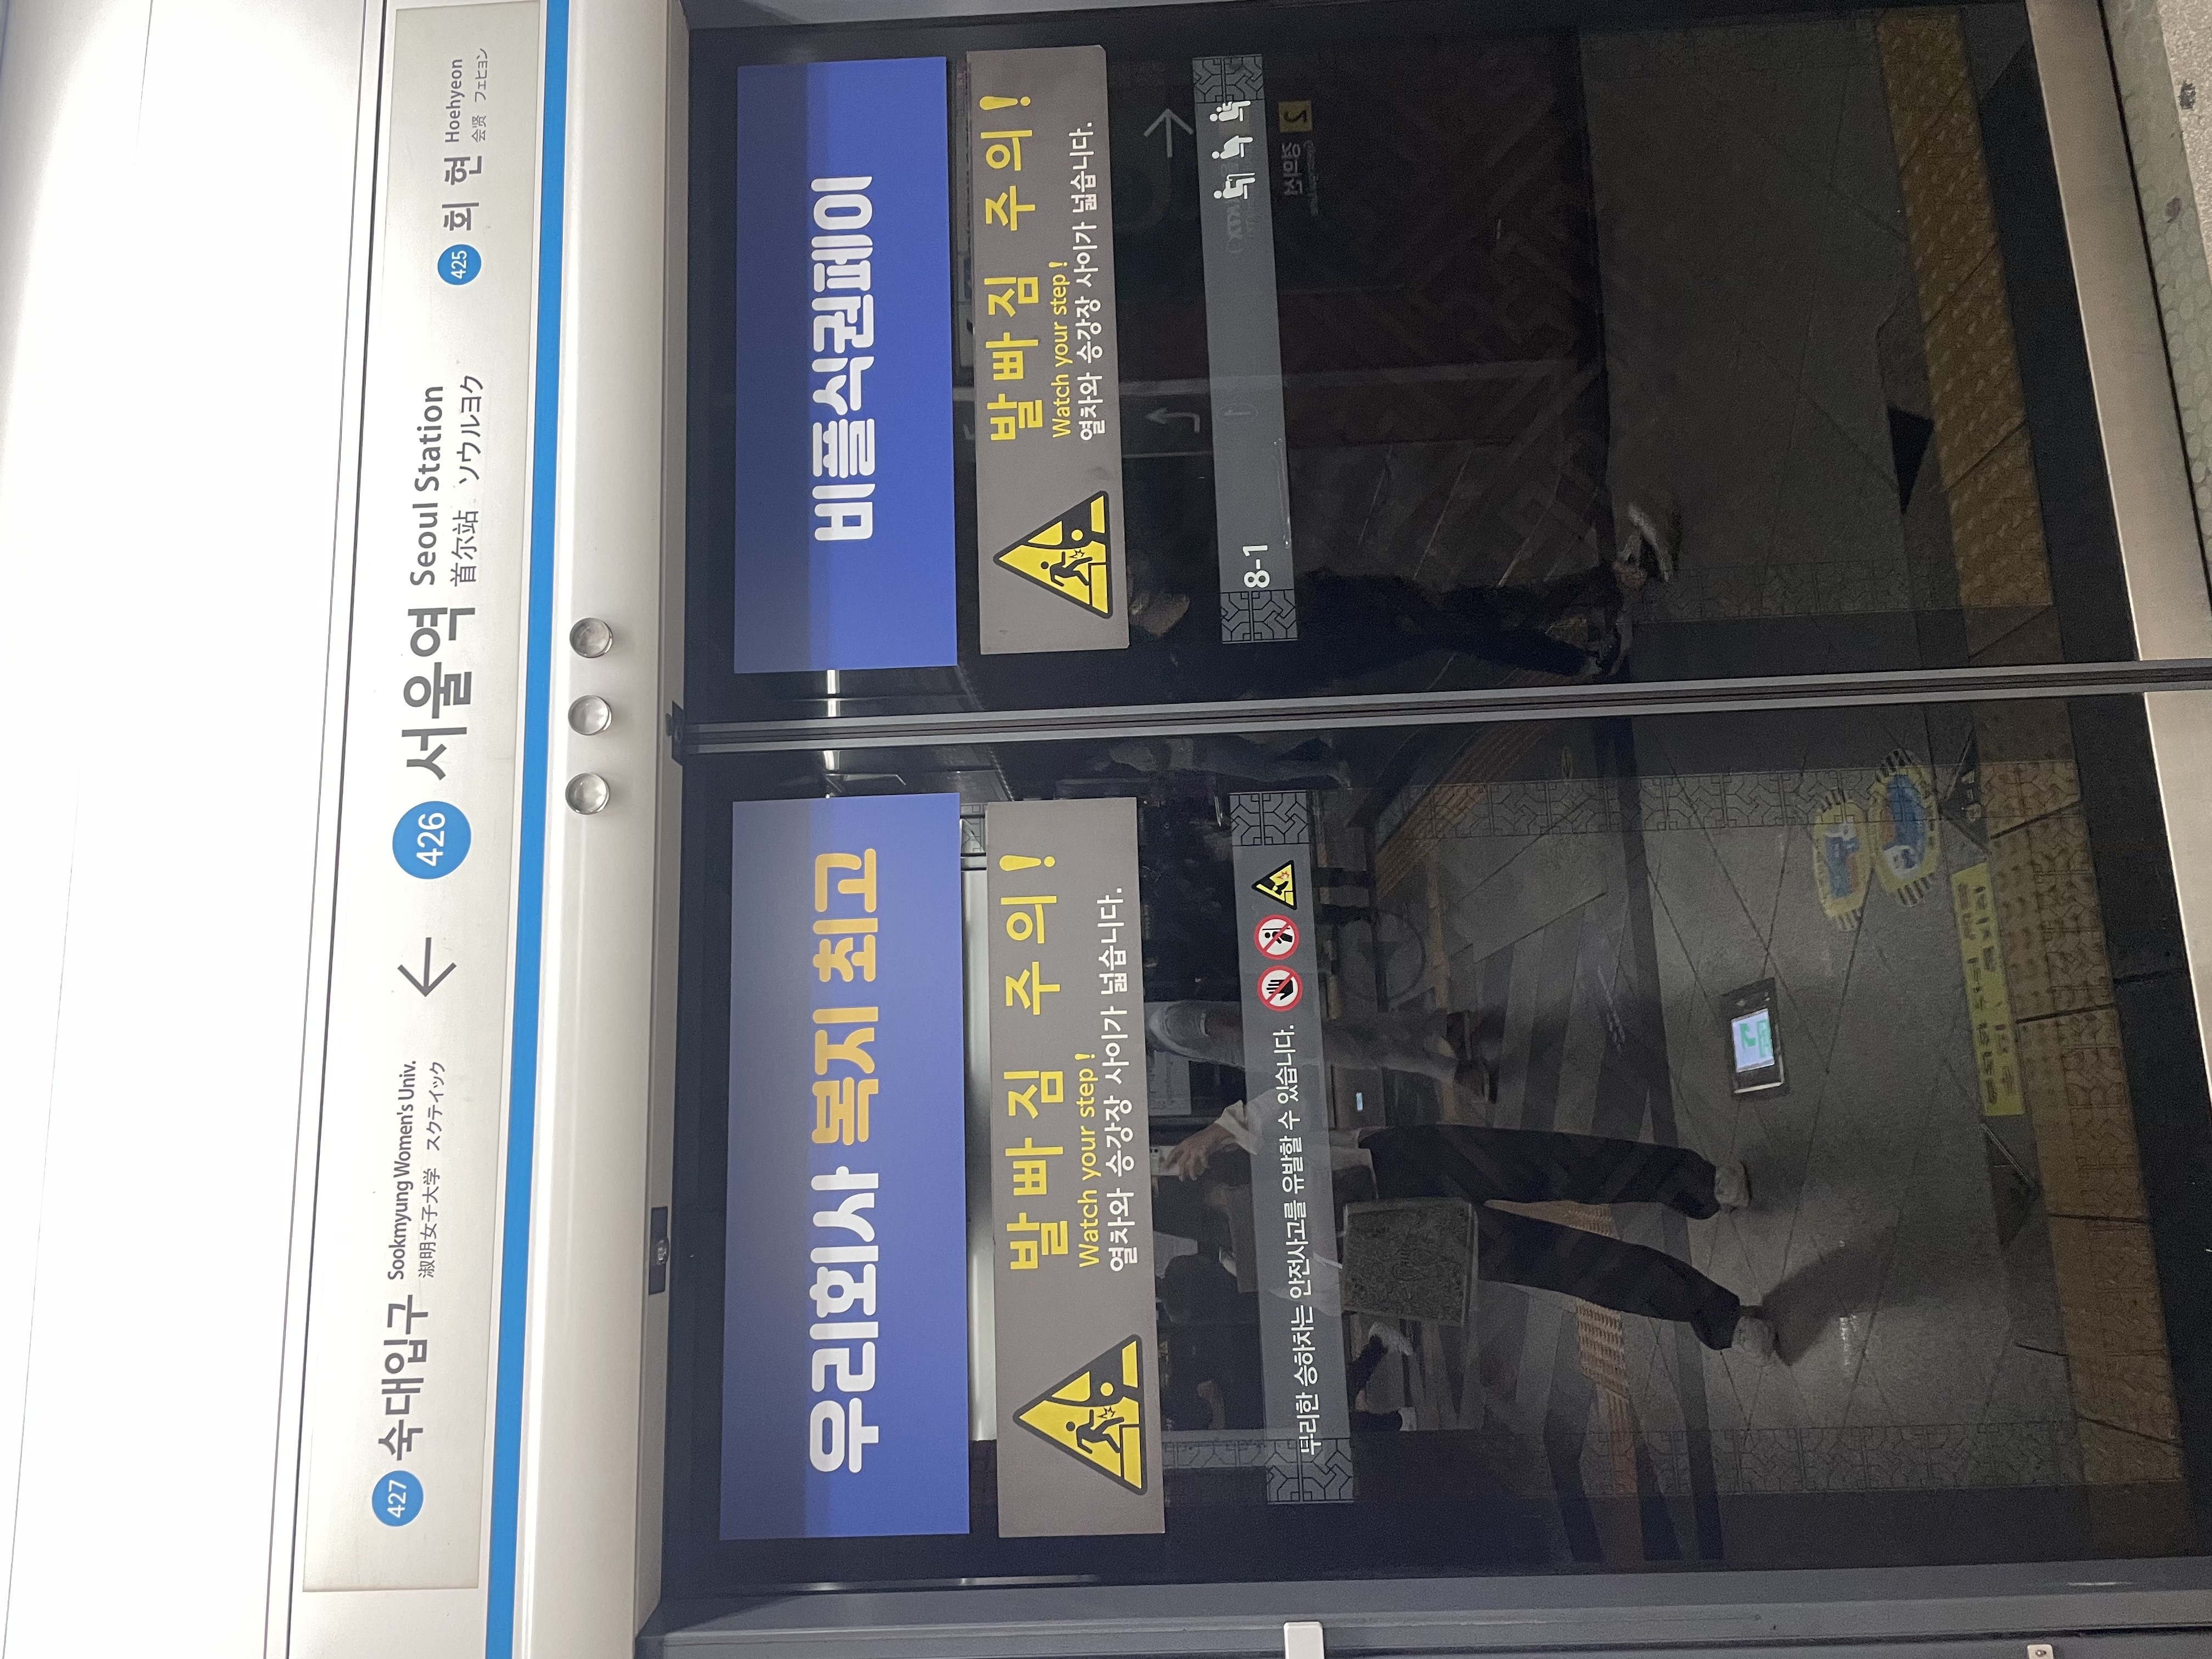 427 숙대입구 Sookmyung Women's Univ.
淑明女子大学 スクテイック
←
426 서울역 Seoul Station
首尔站 ソウルヨク
425 회현 Hoehyeon
会贤 フェヒョン
우리회사 복지 최고
비플식권페이
발빠짐 주의!
Watch your step!
열차와 승강장 사이가 넓습니다.
발빠짐 주의!
Watch your step!
열차와 승강장 사이가 넓습니다.
무리한 승하차는 안전사고를 유발할 수 있습니다.
8-1
2 경의선